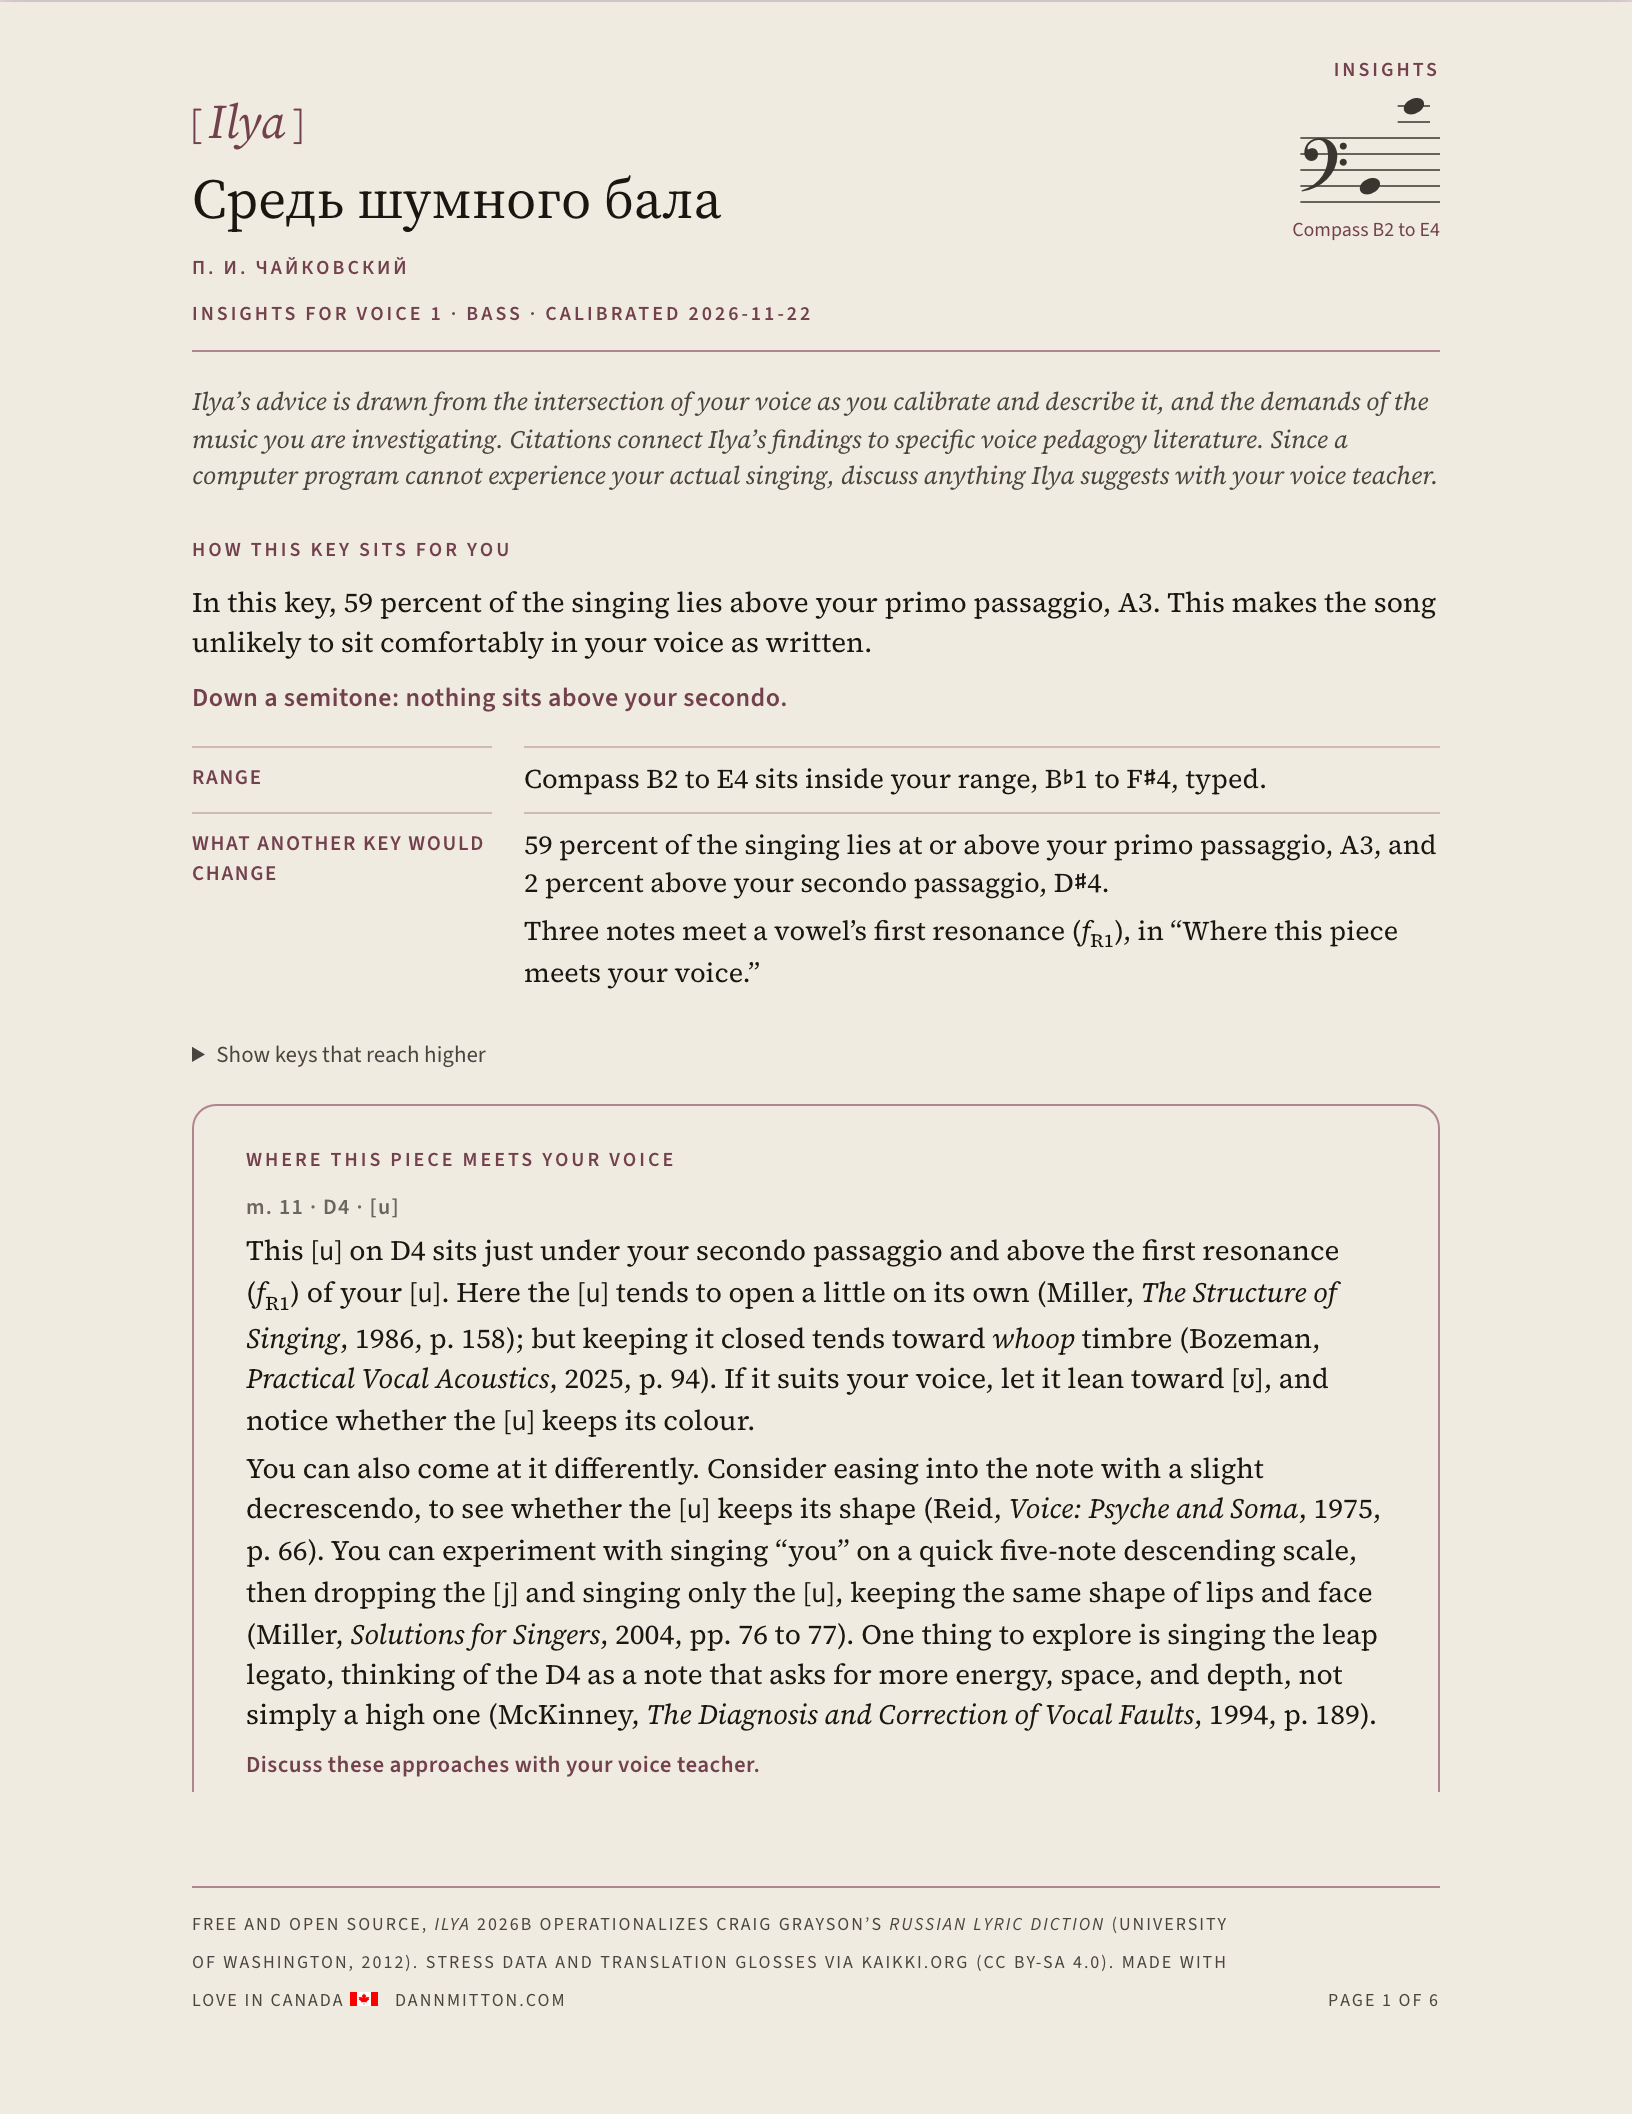 INSIGHTS
[Ilya]
Средь шумного бала
Compass B2 to E4
П. И. ЧАЙКОВСКИЙ
INSIGHTS FOR VOICE 1 · BASS · CALIBRATED 2026-11-22
Ilya’s advice is drawn from the intersection of your voice as you calibrate and describe it, and the demands of the
music you are investigating. Citations connect Ilya’s findings to specific voice pedagogy literature. Since a
computer program cannot experience your actual singing, discuss anything Ilya suggests with your voice teacher.
HOW THIS KEY SITS FOR YOU
In this key, 59 percent of the singing lies above your primo passaggio, A3. This makes the song
unlikely to sit comfortably in your voice as written.
Down a semitone: nothing sits above your secondo.
RANGE
Compass B2 to E4 sits inside your range, B♭1 to F♯4, typed.
WHAT ANOTHER KEY WOULD
CHANGE
59 percent of the singing lies at or above your primo passaggio, A3, and
2 percent above your secondo passaggio, D♯4.
Three notes meet a vowel’s first resonance (fR1), in “Where this piece
meets your voice.”
▶ Show keys that reach higher
WHERE THIS PIECE MEETS YOUR VOICE
m. 11 · D4 · [u]
This [u] on D4 sits just under your secondo passaggio and above the first resonance
(fR1) of your [u]. Here the [u] tends to open a little on its own (Miller, The Structure of
Singing, 1986, p. 158); but keeping it closed tends toward whoop timbre (Bozeman,
Practical Vocal Acoustics, 2025, p. 94). If it suits your voice, let it lean toward [ʊ], and
notice whether the [u] keeps its colour.
You can also come at it differently. Consider easing into the note with a slight
decrescendo, to see whether the [u] keeps its shape (Reid, Voice: Psyche and Soma, 1975,
p. 66). You can experiment with singing “you” on a quick five-note descending scale,
then dropping the [j] and singing only the [u], keeping the same shape of lips and face
(Miller, Solutions for Singers, 2004, pp. 76 to 77). One thing to explore is singing the leap
legato, thinking of the D4 as a note that asks for more energy, space, and depth, not
simply a high one (McKinney, The Diagnosis and Correction of Vocal Faults, 1994, p. 189).
Discuss these approaches with your voice teacher.
FREE AND OPEN SOURCE, ILYA 2026B OPERATIONALIZES CRAIG GRAYSON’S RUSSIAN LYRIC DICTION (UNIVERSITY
OF WASHINGTON, 2012). STRESS DATA AND TRANSLATION GLOSSES VIA KAIKKI.ORG (CC BY-SA 4.0). MADE WITH
LOVE IN CANADA 🇨🇦 DANNMITTON.COM
PAGE 1 OF 6